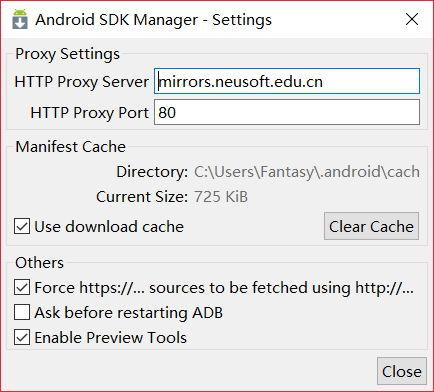 Android SDK Manager - Settings
Proxy Settings
HTTP Proxy Server mirrors.neusoft.edu.cn
HTTP Proxy Port 80
Manifest Cache
Directory: C:\Users\Fantasy\.android\cach
Current Size: 725 KiB
Use download cache Clear Cache
Others
Force https://... sources to be fetched using http://...
Ask before restarting ADB
Enable Preview Tools
Close